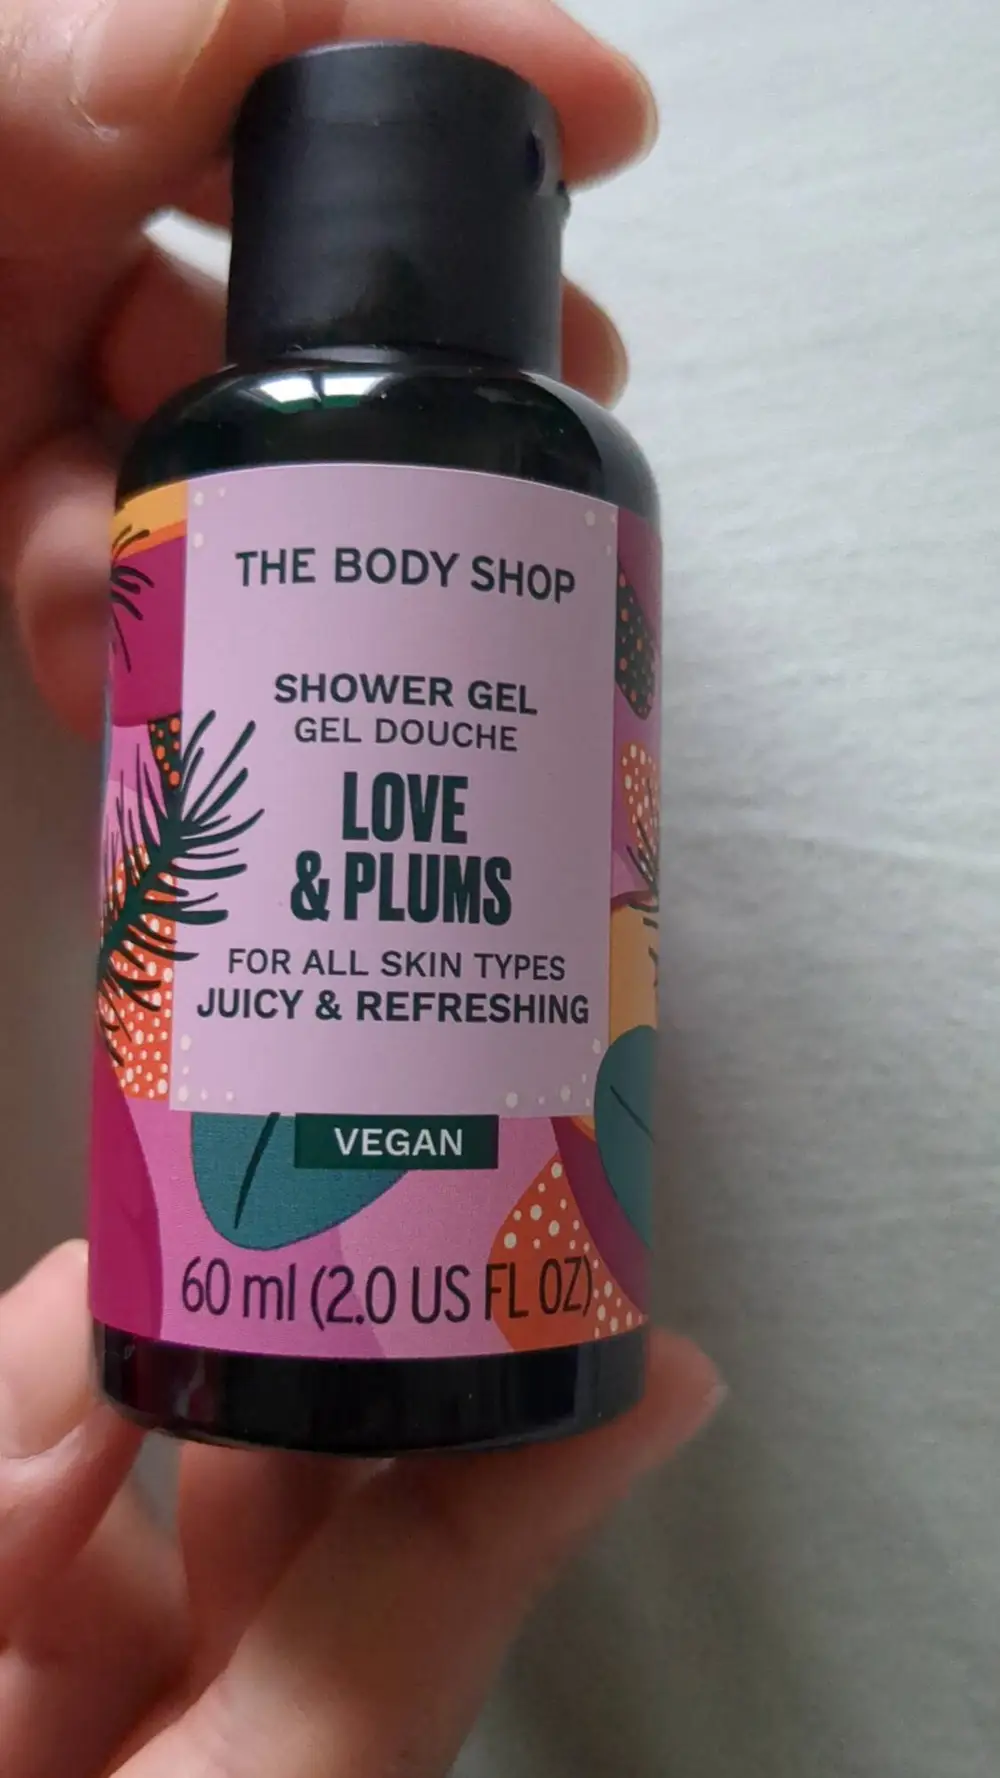 THE BODY SHOP
SHOWER GEL
GEL DOUCHE
LOVE
& PLUMS
FOR ALL SKIN TYPES
JUICY & REFRESHING
VEGAN
60 ml (2.0 US FL OZ)